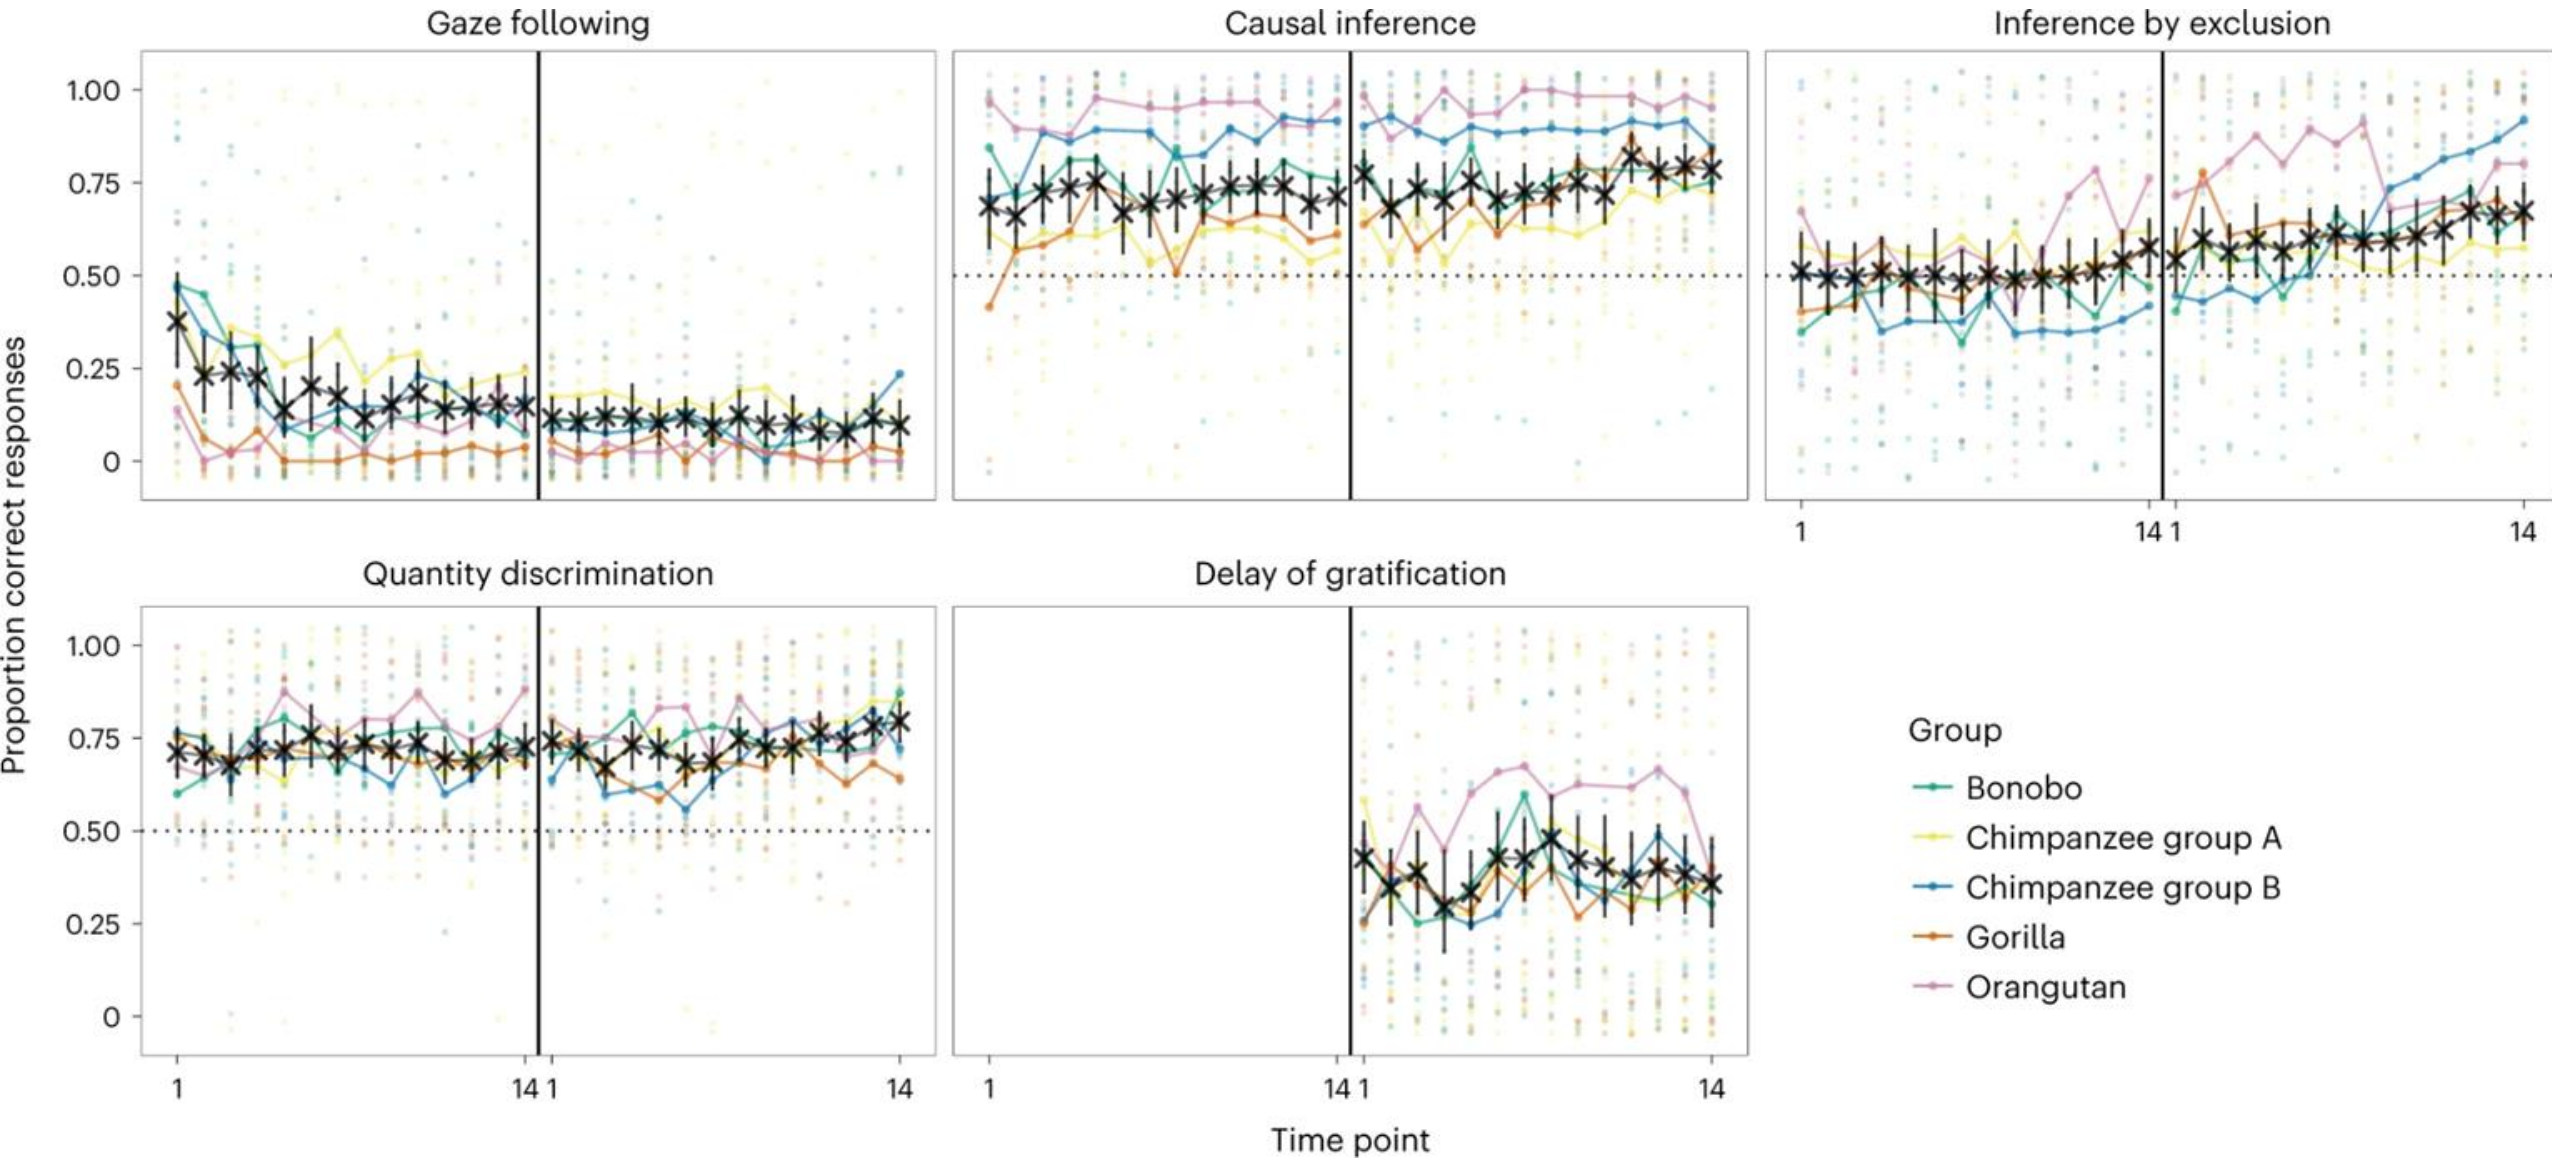 Gaze following
Causal inference
Inference by exclusion
1.00
0.75
0.50
0.25
0
1
14 1
14
Proportion correct responses
Quantity discrimination
Delay of gratification
1.00
0.75
0.50
0.25
0
1
14 1
14
1
14 1
14
Time point
Group
Bonobo
Chimpanzee group A
Chimpanzee group B
Gorilla
Orangutan